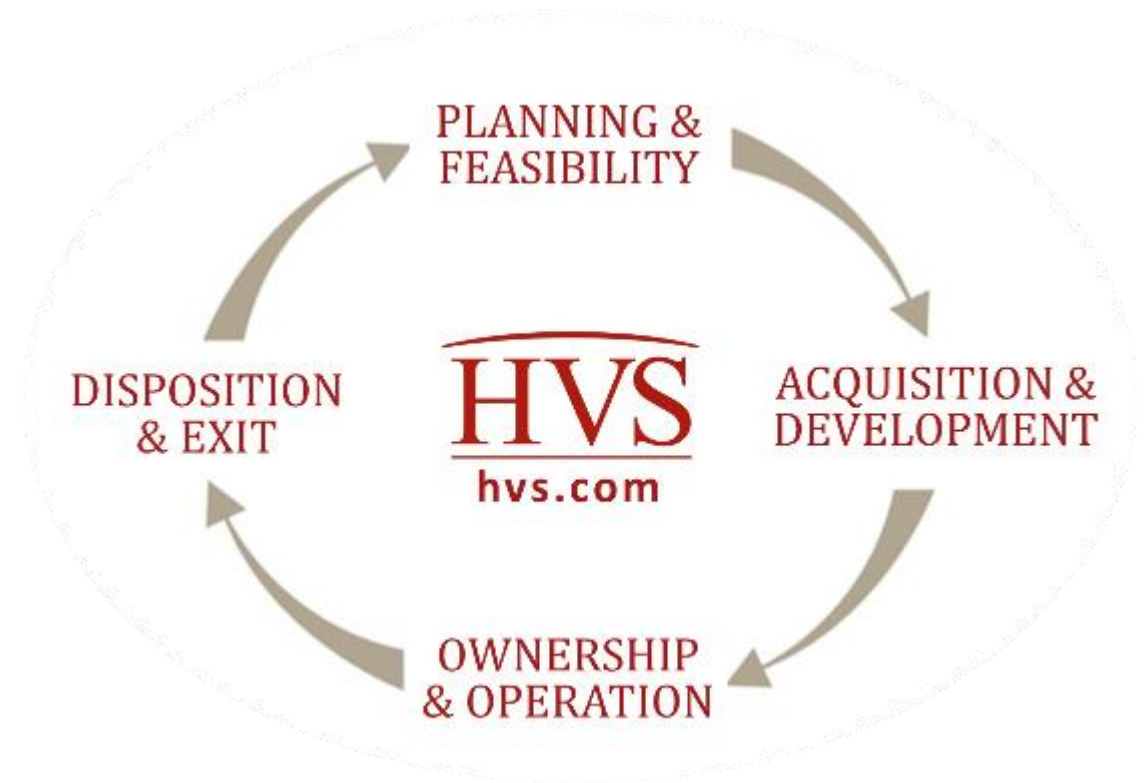 PLANNING &
FEASIBILITY
ACQUISITION &
DEVELOPMENT
OWNERSHIP
& OPERATION
DISPOSITION
& EXIT
HVS
hvs.com